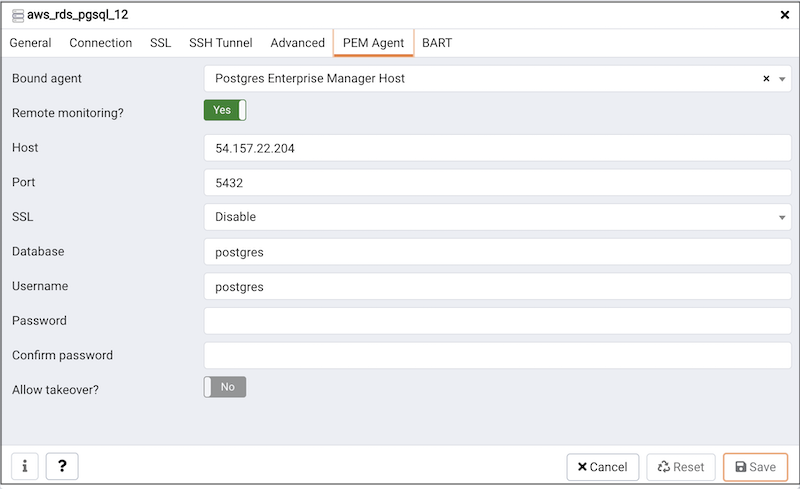 aws_rds_pgsql_12 ×
General Connection SSL SSH Tunnel Advanced PEM Agent BART
Bound agent Postgres Enterprise Manager Host ×
Remote monitoring? Yes
Host 54.157.22.204
Port 5432
SSL Disable
Database postgres
Username postgres
Password
Confirm password
Allow takeover? No
i ? × Cancel Reset Save